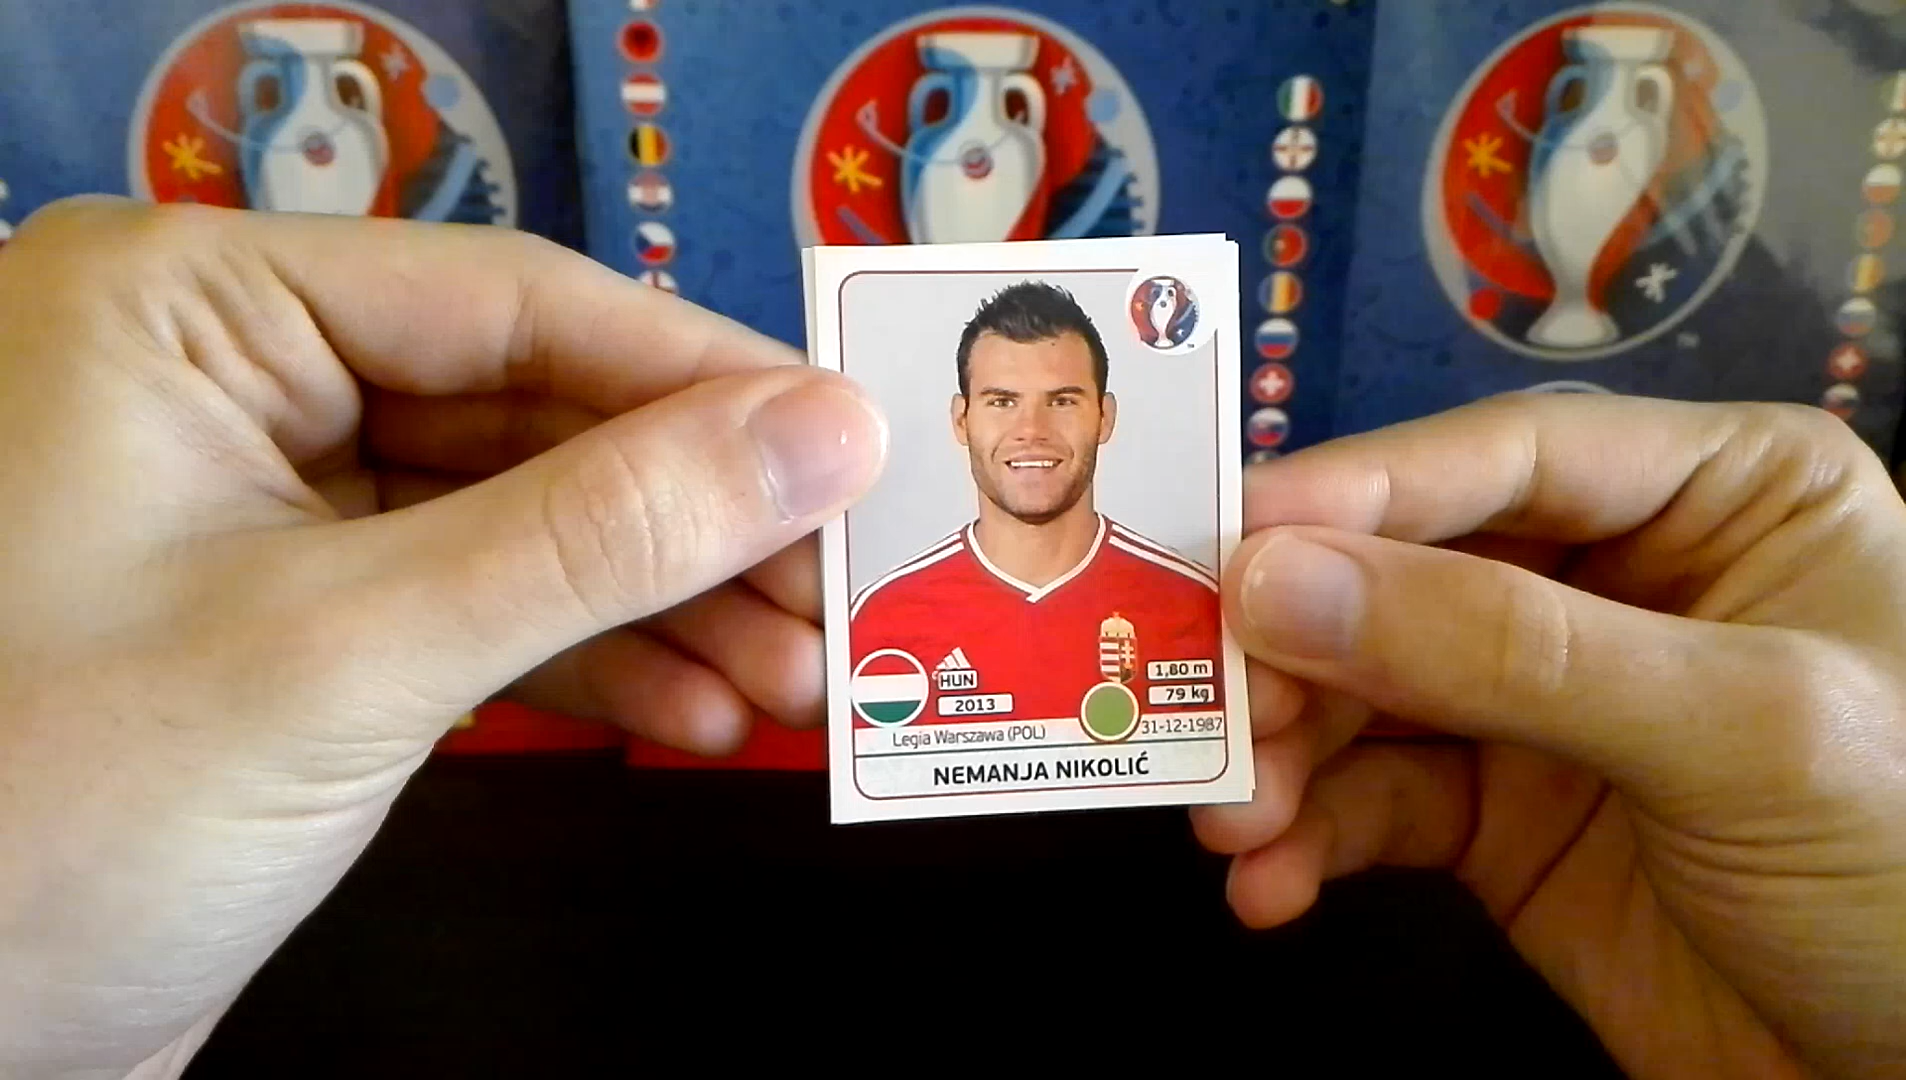 HUN
2013
1,80 m
79 kg
Legia Warszawa (POL)
31-12-1987
NEMANJA NIKOLIĆ